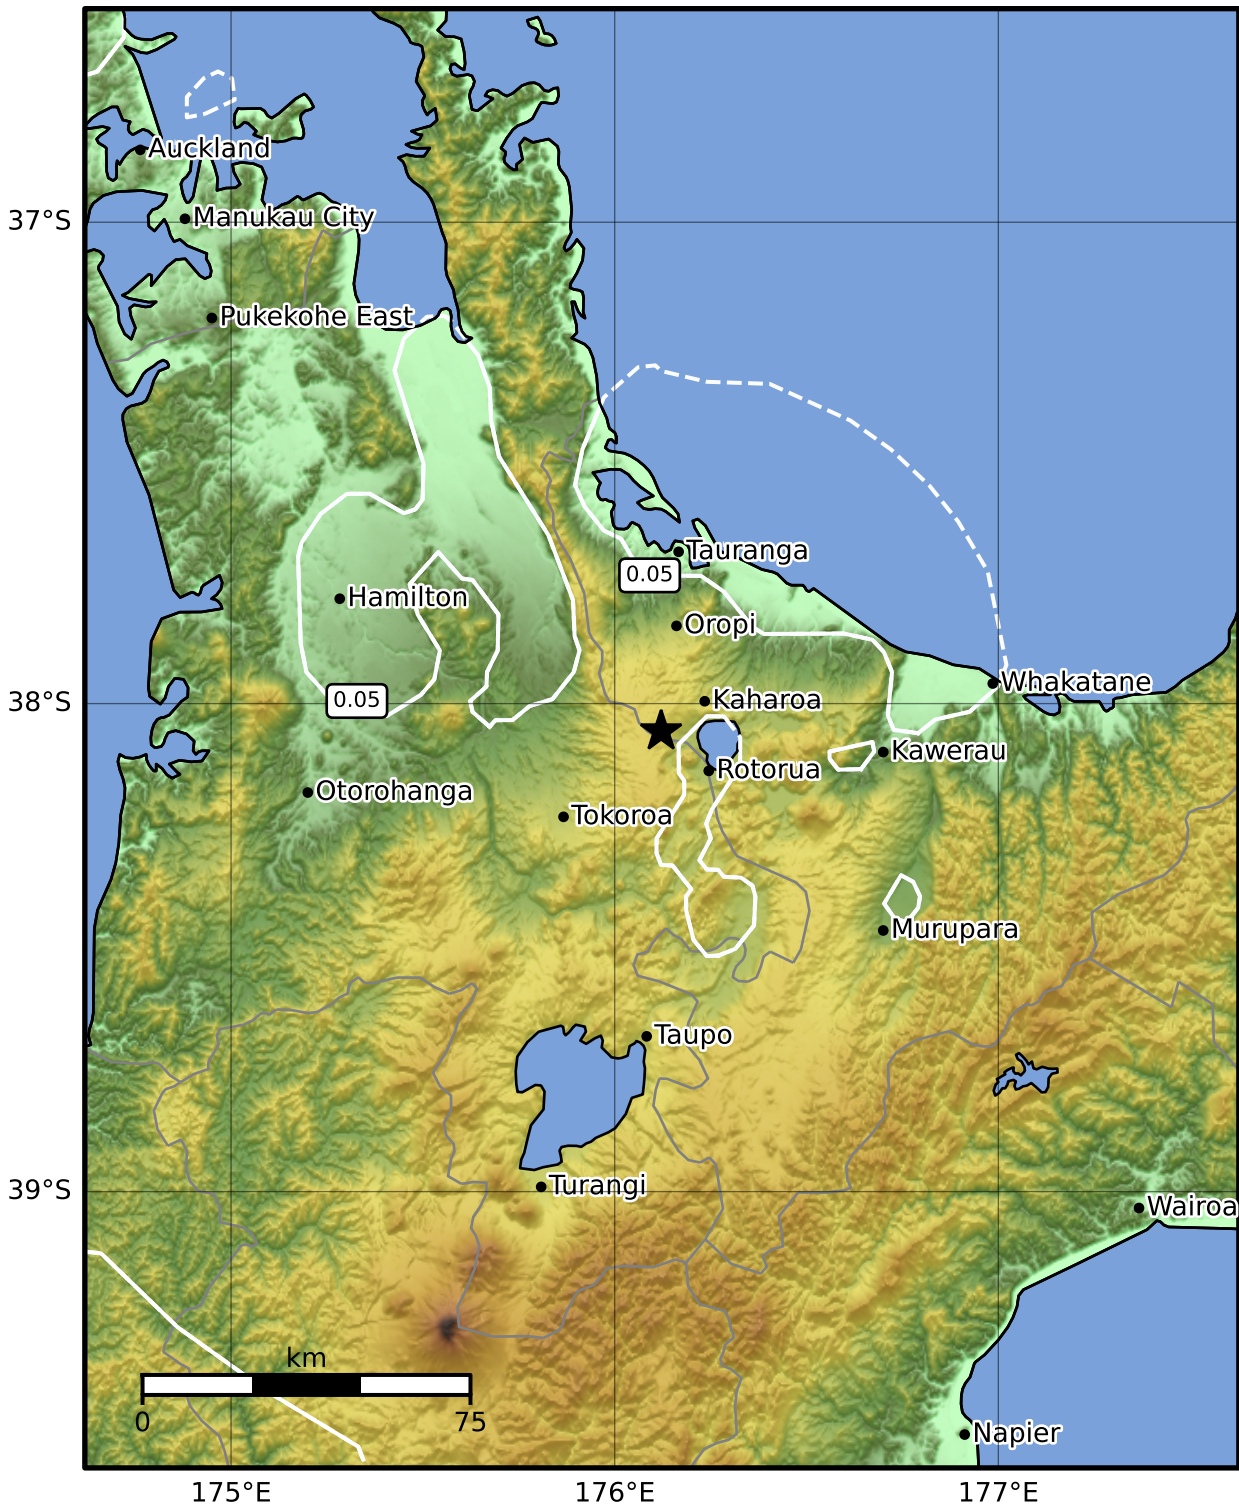 Auckland
37°S
Manukau City
Pukekohe East
Tauranga
0.05
Hamilton
Oropi
Whakatane
38°S
0.05
Kaharoa
Kawerau
Rotorua
Otorohanga
Tokoroa
Murupara
Taupo
39°S
Turangi
Wairoa
km
0
75
Napier
175°E
176°E
177°E